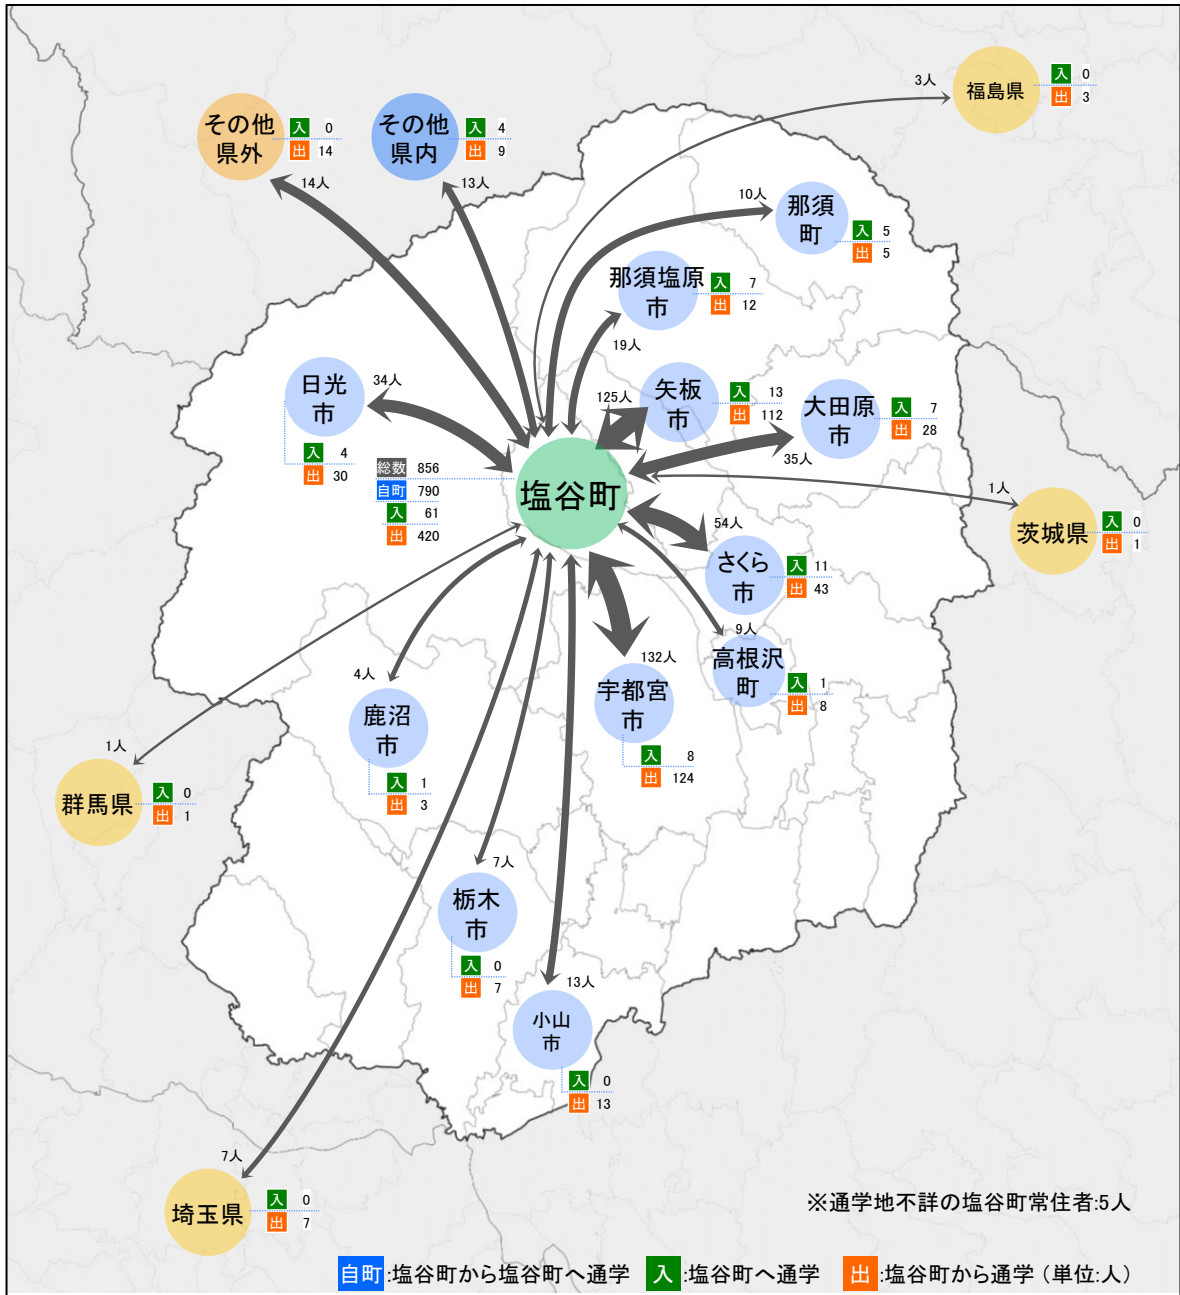 3人
福島県
入 0
出 3
その他
県外
入 0
出 14
14人
その他
県内
入 4
出 9
13人
10人
那須
町
入 5
出 5
那須塩原
市
入 7
出 12
19人
日光
市
34人
入 4
出 30
125人
矢板
市
入 13
出 112
大田原
市
入 7
出 28
35人
総数 856
自町 790
入 61
出 420
塩谷町
1人
茨城県
入 0
出 1
54人
さくら
市
入 11
出 43
9人
高根沢
町
入 1
出 8
132人
宇都宮
市
入 8
出 124
4人
鹿沼
市
入 1
出 3
1人
群馬県
入 0
出 1
7人
栃木
市
入 0
出 7
13人
小山
市
入 0
出 13
7人
埼玉県
入 0
出 7
※通学地不詳の塩谷町常住者:5人
自町:塩谷町から塩谷町へ通学 入:塩谷町へ通学 出:塩谷町から通学(単位:人)